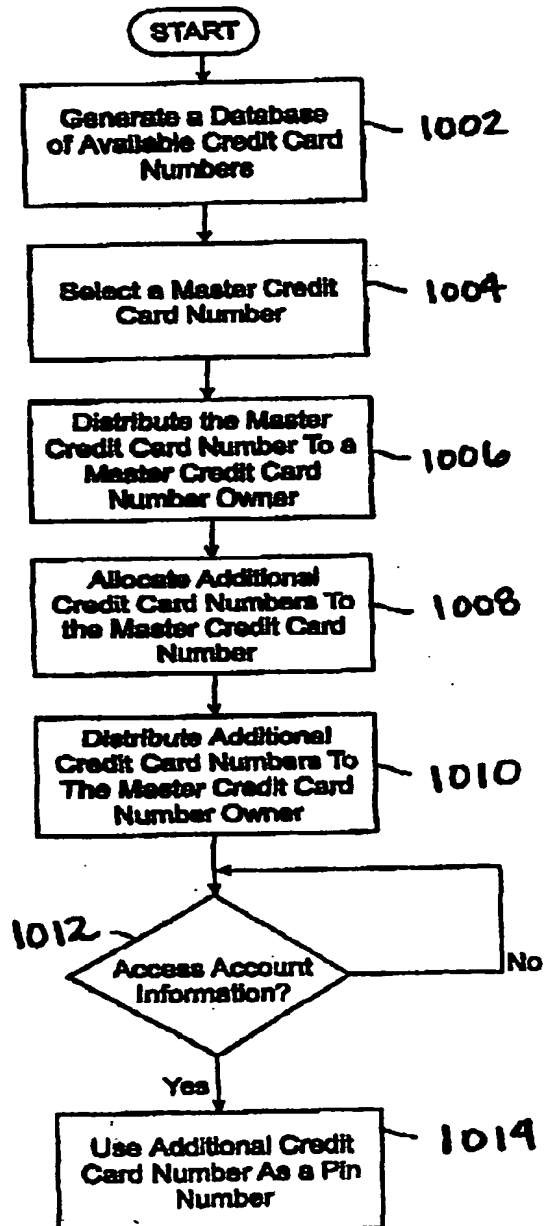 START
Generate a Database
of Available Credit Card
Numbers
1002
Select a Master Credit
Card Number
1004
Distribute the Master
Credit Card Number To a
Master Credit Card
Number Owner
1006
Allocate Additional
Credit Card Numbers To
the Master Credit Card
Number
1008
Distribute Additional
Credit Card Numbers To
The Master Credit Card
Number Owner
1010
1012
Access Account
Information?
No
Yes
Use Additional Credit
Card Number As a Pin
Number
1014